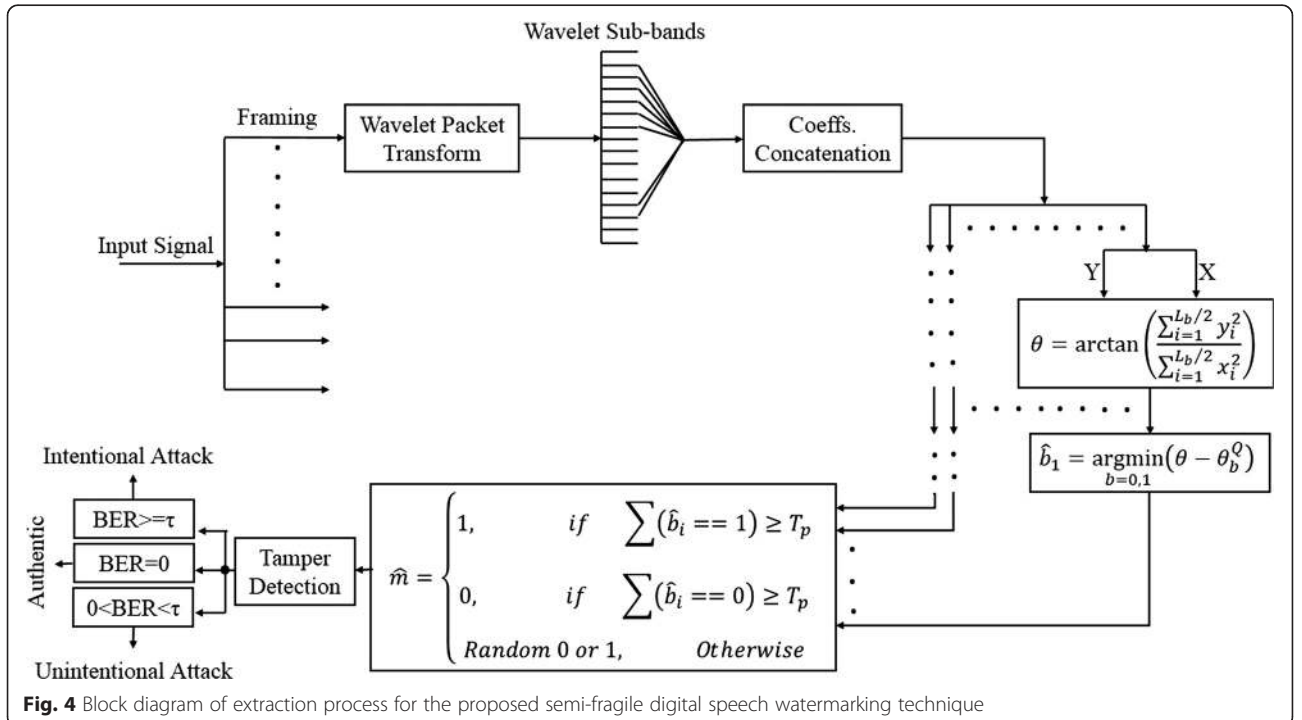 Wavelet Sub-bands
Framing
Wavelet Packet
Transform
Coeffs.
Concatenation
Input Signal
Y X
θ = arctan(∑_{i=1}^{L_b/2} y_i^2 / ∑_{i=1}^{L_b/2} x_i^2)
b̂_1 = argmin_{b=0,1}(θ − θ_b^Q)
Intentional Attack
Authentic
BER>=τ
BER=0
0<BER<τ
Unintentional Attack
Tamper
Detection
m̂ = {
1, if ∑(b̂_i == 1) ≥ T_p
0, if ∑(b̂_i == 0) ≥ T_p
Random 0 or 1, Otherwise
Fig. 4 Block diagram of extraction process for the proposed semi-fragile digital speech watermarking technique